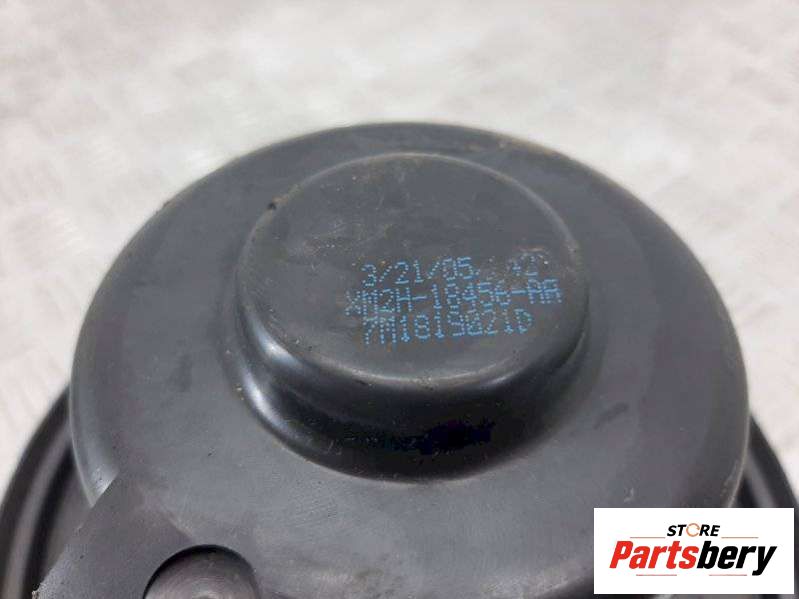 3/21/05
XM2H-18456-AA
7M1819021D
STORE
Partsbery